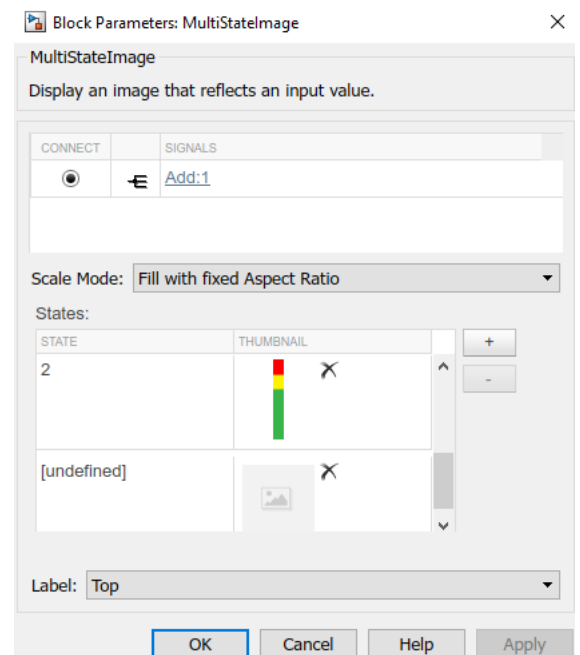 Block Parameters: MultiStateImage
MultiStateImage
Display an image that reflects an input value.
CONNECT SIGNALS
Add:1
Scale Mode: Fill with fixed Aspect Ratio
States:
STATE THUMBNAIL +
2 -
[undefined]
Label: Top
OK Cancel Help Apply